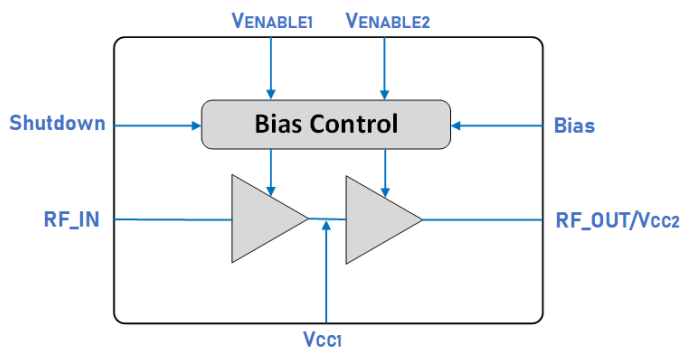 VENABLE1 VENABLE2
Shutdown Bias Control Bias
RF_IN RF_OUT/VCC2
VCC1